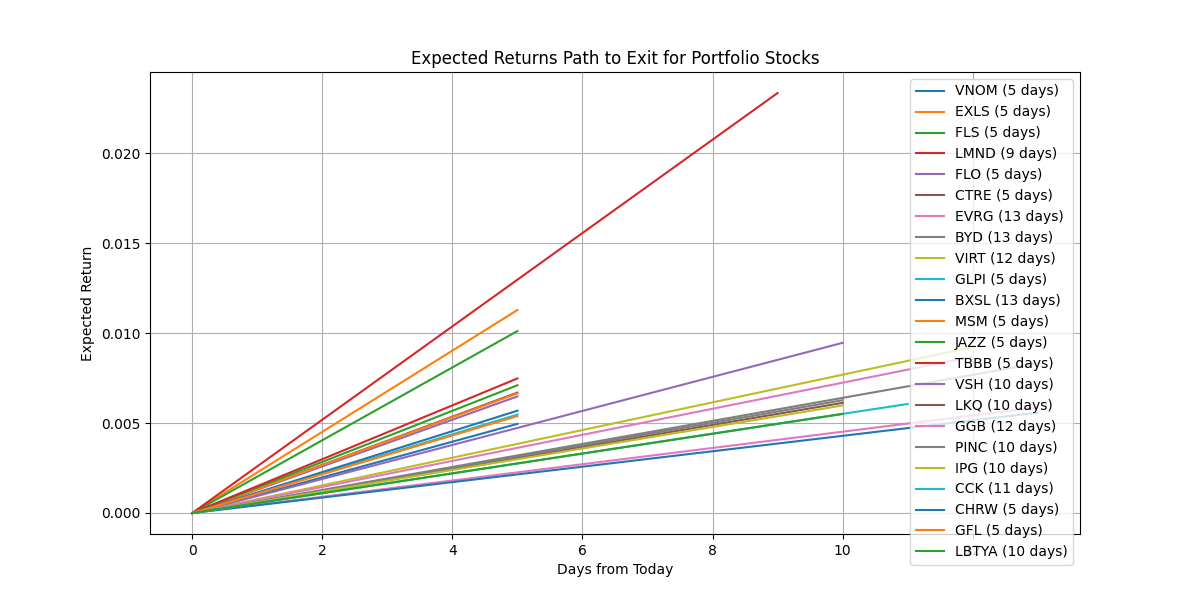 Expected Returns Path to Exit for Portfolio Stocks
Expected Return
0.020
0.015
0.010
0.005
0.000
0
2
4
6
8
10
Days from Today
VNOM (5 days)
EXLS (5 days)
FLS (5 days)
LMND (9 days)
FLO (5 days)
CTRE (5 days)
EVRG (13 days)
BYD (13 days)
VIRT (12 days)
GLPI (5 days)
BXSL (13 days)
MSM (5 days)
JAZZ (5 days)
TBBB (5 days)
VSH (10 days)
LKQ (10 days)
GGB (12 days)
PINC (10 days)
IPG (10 days)
CCK (11 days)
CHRW (5 days)
GFL (5 days)
LBTYA (10 days)